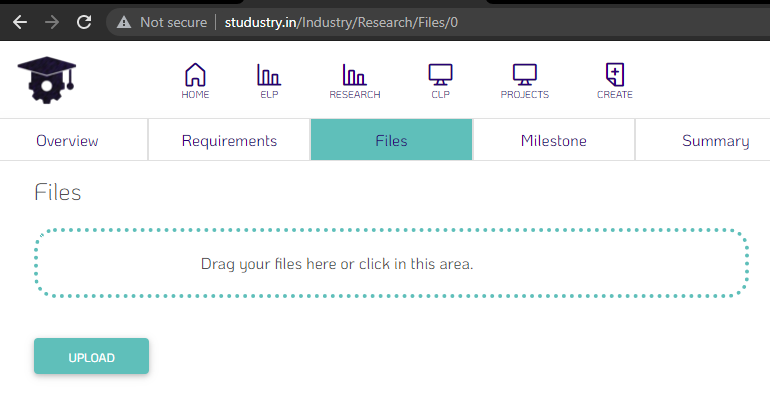 Not secure studustry.in/Industry/Research/Files/0
HOME ELP RESEARCH CLP PROJECTS CREATE
Overview Requirements Files Milestone Summary
Files
Drag your files here or click in this area.
UPLOAD